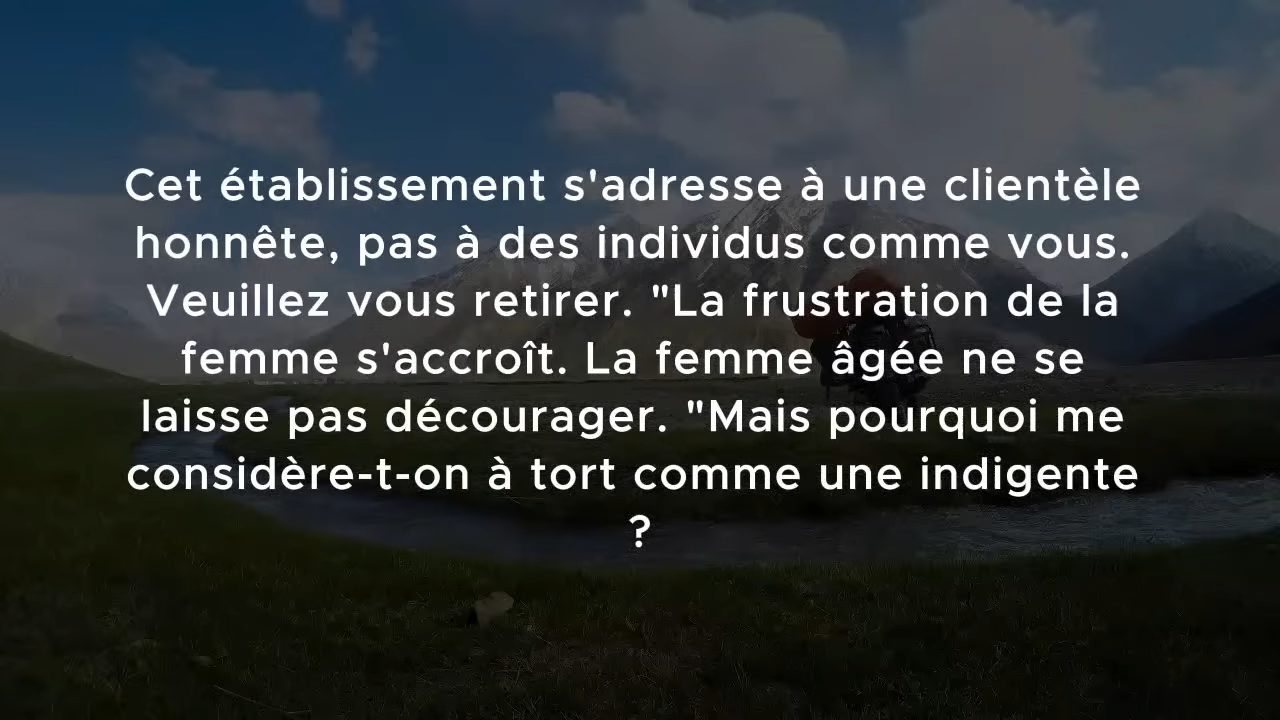 Cet établissement s'adresse à une clientèle
honnête, pas à des individus comme vous.
Veuillez vous retirer. "La frustration de la
femme s'accroît. La femme âgée ne se
laisse pas décourager. "Mais pourquoi me
considère-t-on à tort comme une indigente
?